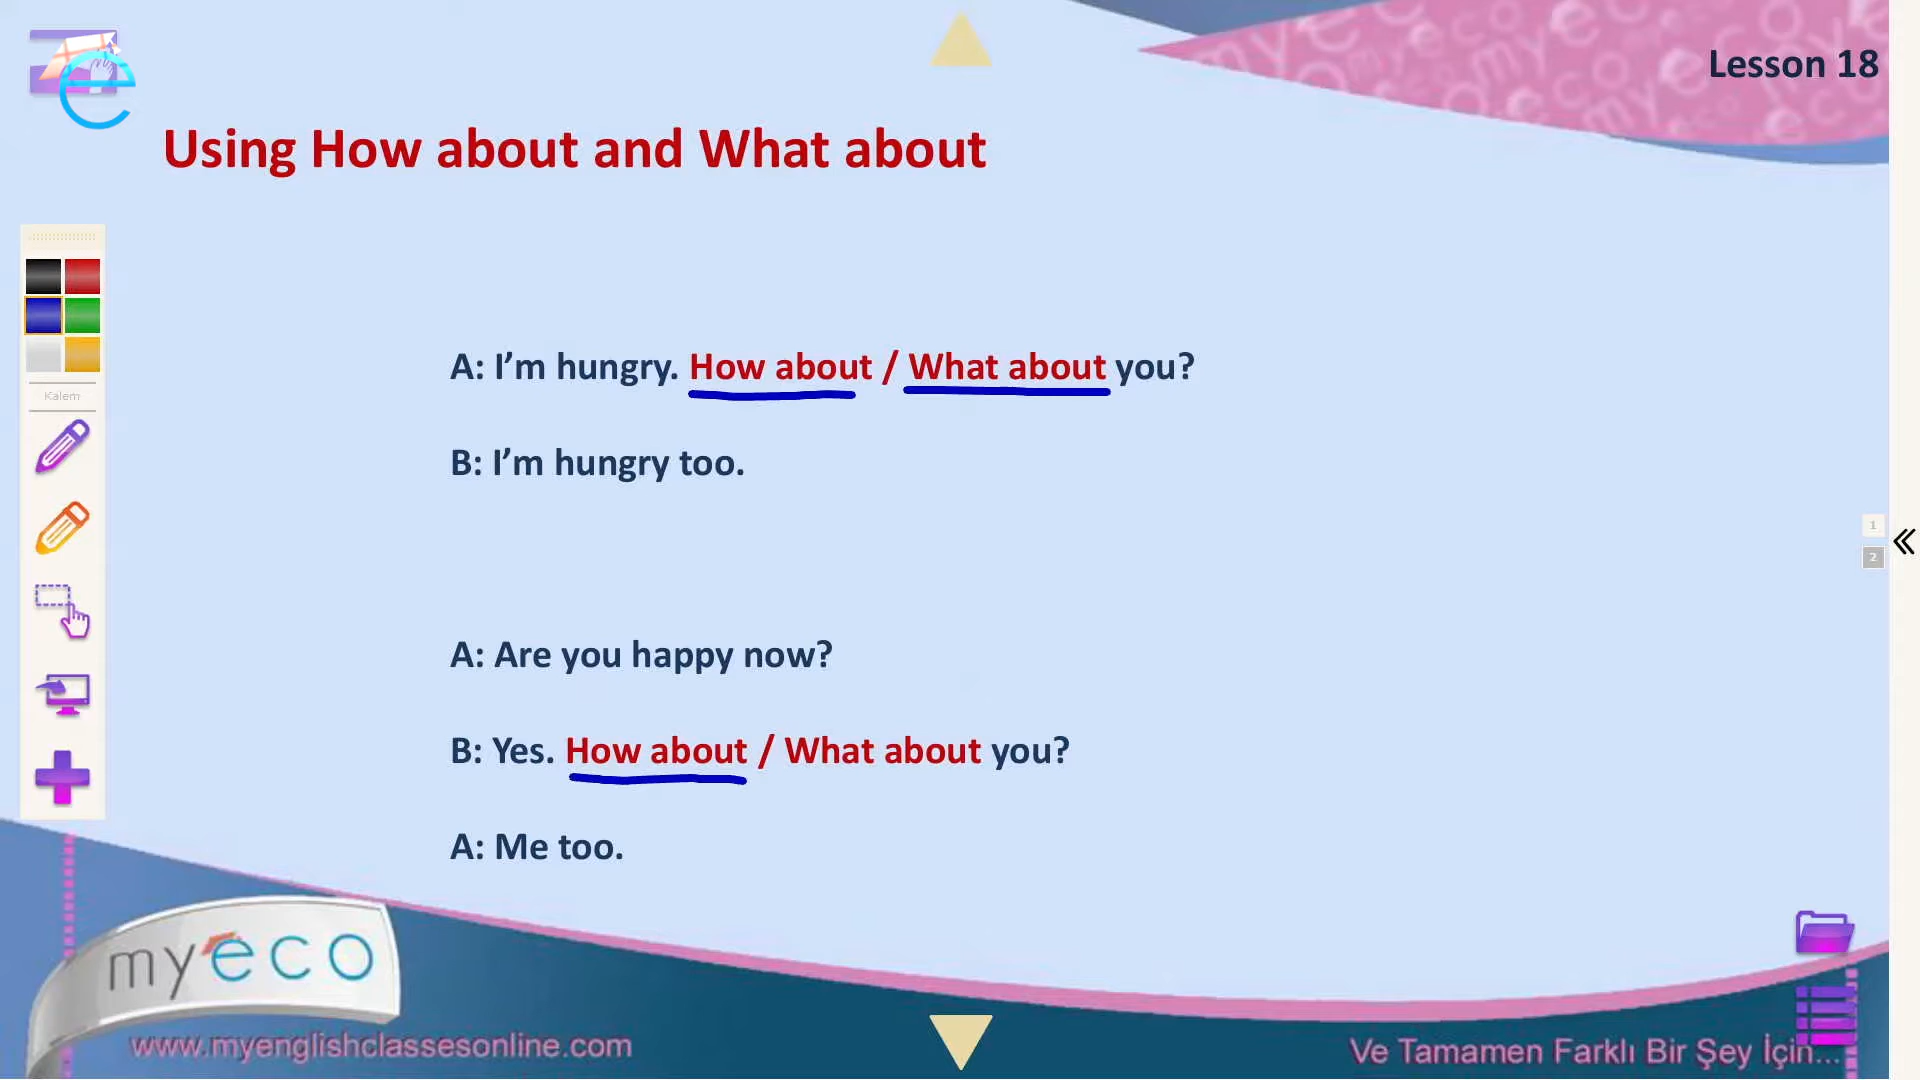 Lesson 18
Using How about and What about
Kalem
A: I’m hungry. How about / What about you?
B: I’m hungry too.
1
2
A: Are you happy now?
B: Yes. How about / What about you?
A: Me too.
myeco
www.myenglishclassesonline.com
Ve Tamamen Farklı Bir Şey İçin...